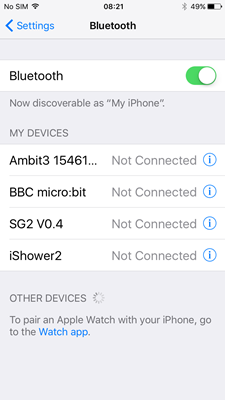 No SIM 08:21 49%
Settings Bluetooth
Bluetooth
Now discoverable as “My iPhone”.
MY DEVICES
Ambit3 15461... Not Connected
BBC micro:bit Not Connected
SG2 V0.4 Not Connected
iShower2 Not Connected
OTHER DEVICES
To pair an Apple Watch with your iPhone, go
to the Watch app.